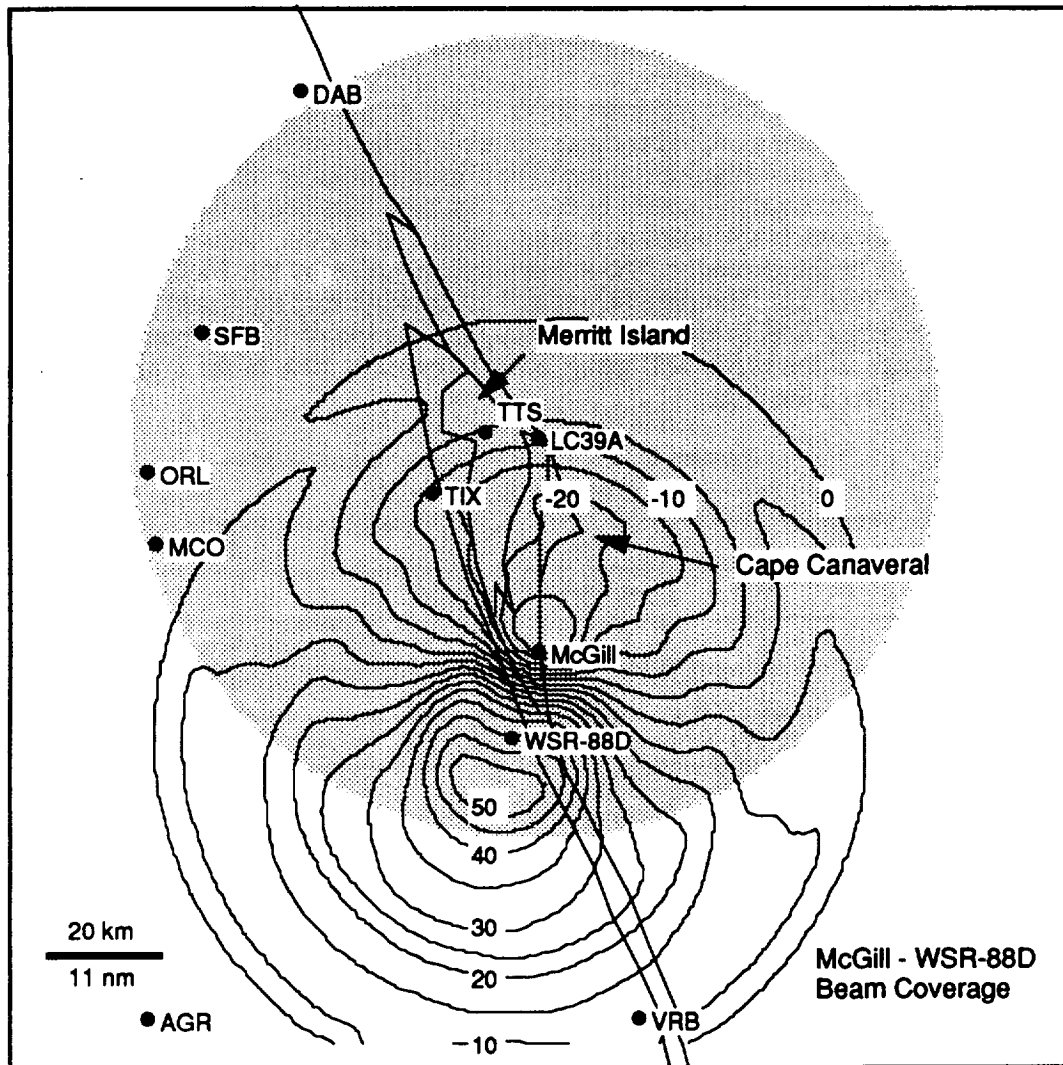 DAB
SFB
Merritt Island
TTS
LC39A
ORL
TIX
-20
-10
0
MCO
Cape Canaveral
McGill
WSR-88D
50
40
30
20 km
11 nm
20
McGill - WSR-88D
Beam Coverage
AGR
VRB
10